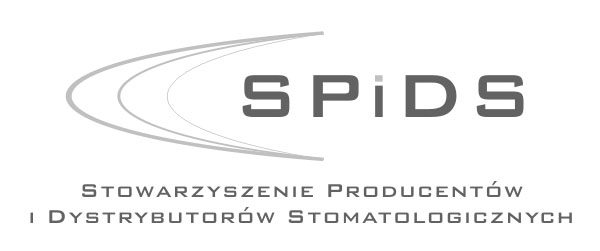 SPiDS
Stowarzyszenie Producentów
i Dystrybutorów Stomatologicznych